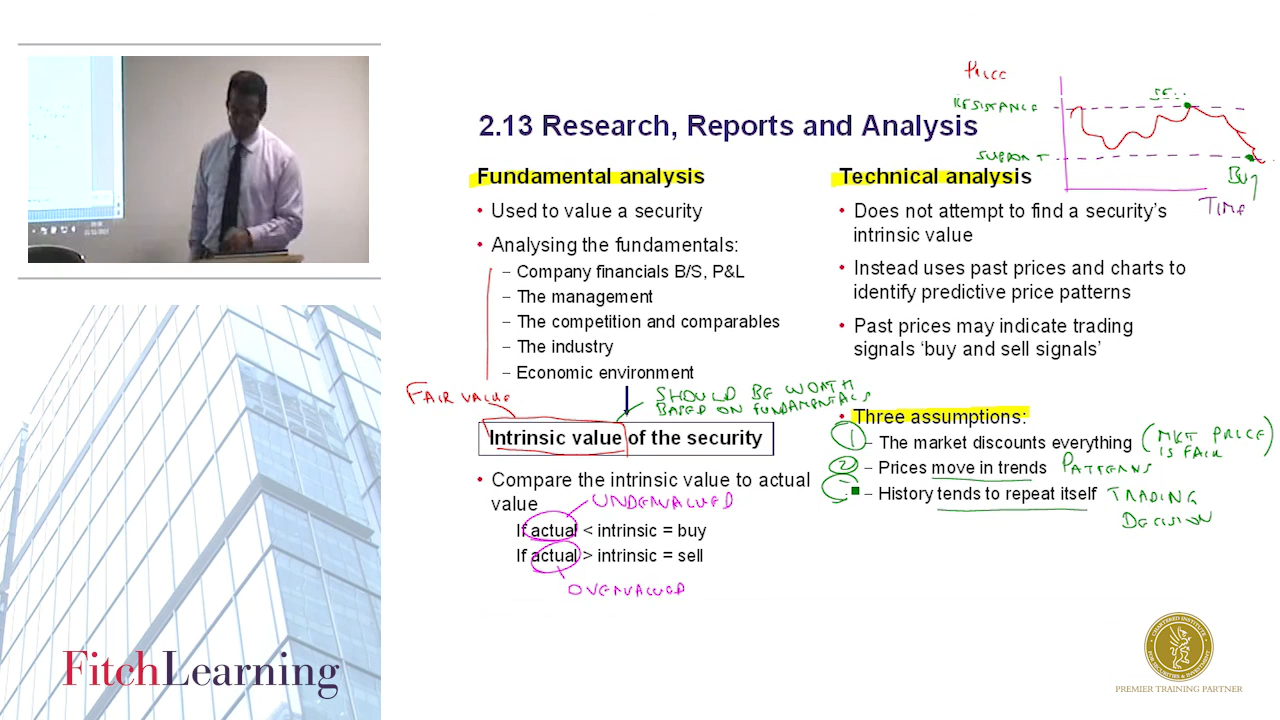 2.13 Research, Reports and Analysis
Fundamental analysis
• Used to value a security
• Analysing the fundamentals:
– Company financials B/S, P&L
– The management
– The competition and comparables
– The industry
– Economic environment
FAIR VALUE
SHOULD BE WORTH
BASED ON FUNDAMENTALS
Intrinsic value of the security
• Compare the intrinsic value to actual
value
UNDERVALUED
If actual < intrinsic = buy
If actual > intrinsic = sell
OVERVALUED
PRICE
RESISTANCE
SUPPORT
BUY
TIME
Technical analysis
• Does not attempt to find a security's
intrinsic value
• Instead uses past prices and charts to
identify predictive price patterns
• Past prices may indicate trading
signals 'buy and sell signals'
• Three assumptions:
1 – The market discounts everything (MKT PRICE
IS FAIR)
2 – Prices move in trends PATTERNS
– History tends to repeat itself TRADING
DECISION
FitchLearning
CHARTERED INSTITUTE
FOR SECURITIES & INVESTMENT
PREMIER TRAINING PARTNER